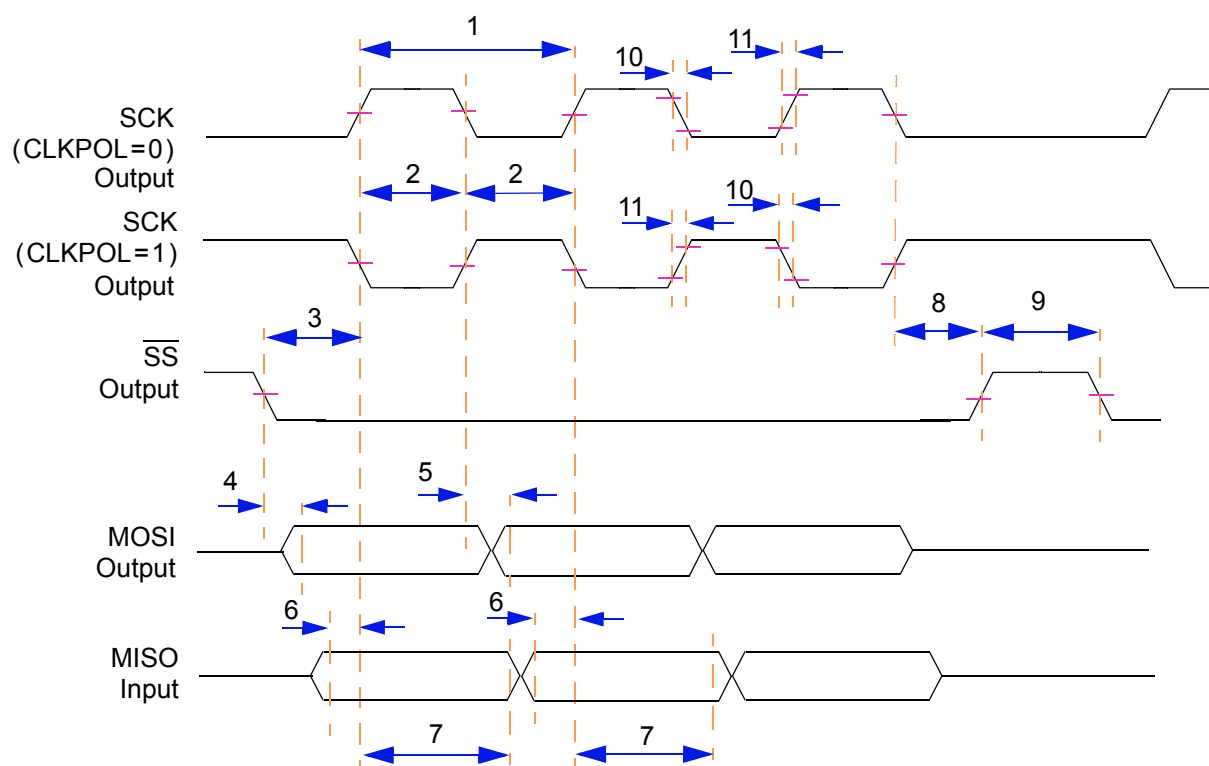 1
10
11
SCK
(CLKPOL=0)
Output
2
2
11
10
SCK
(CLKPOL=1)
Output
3
8
9
SS
Output
4
5
MOSI
Output
6
6
MISO
Input
7
7